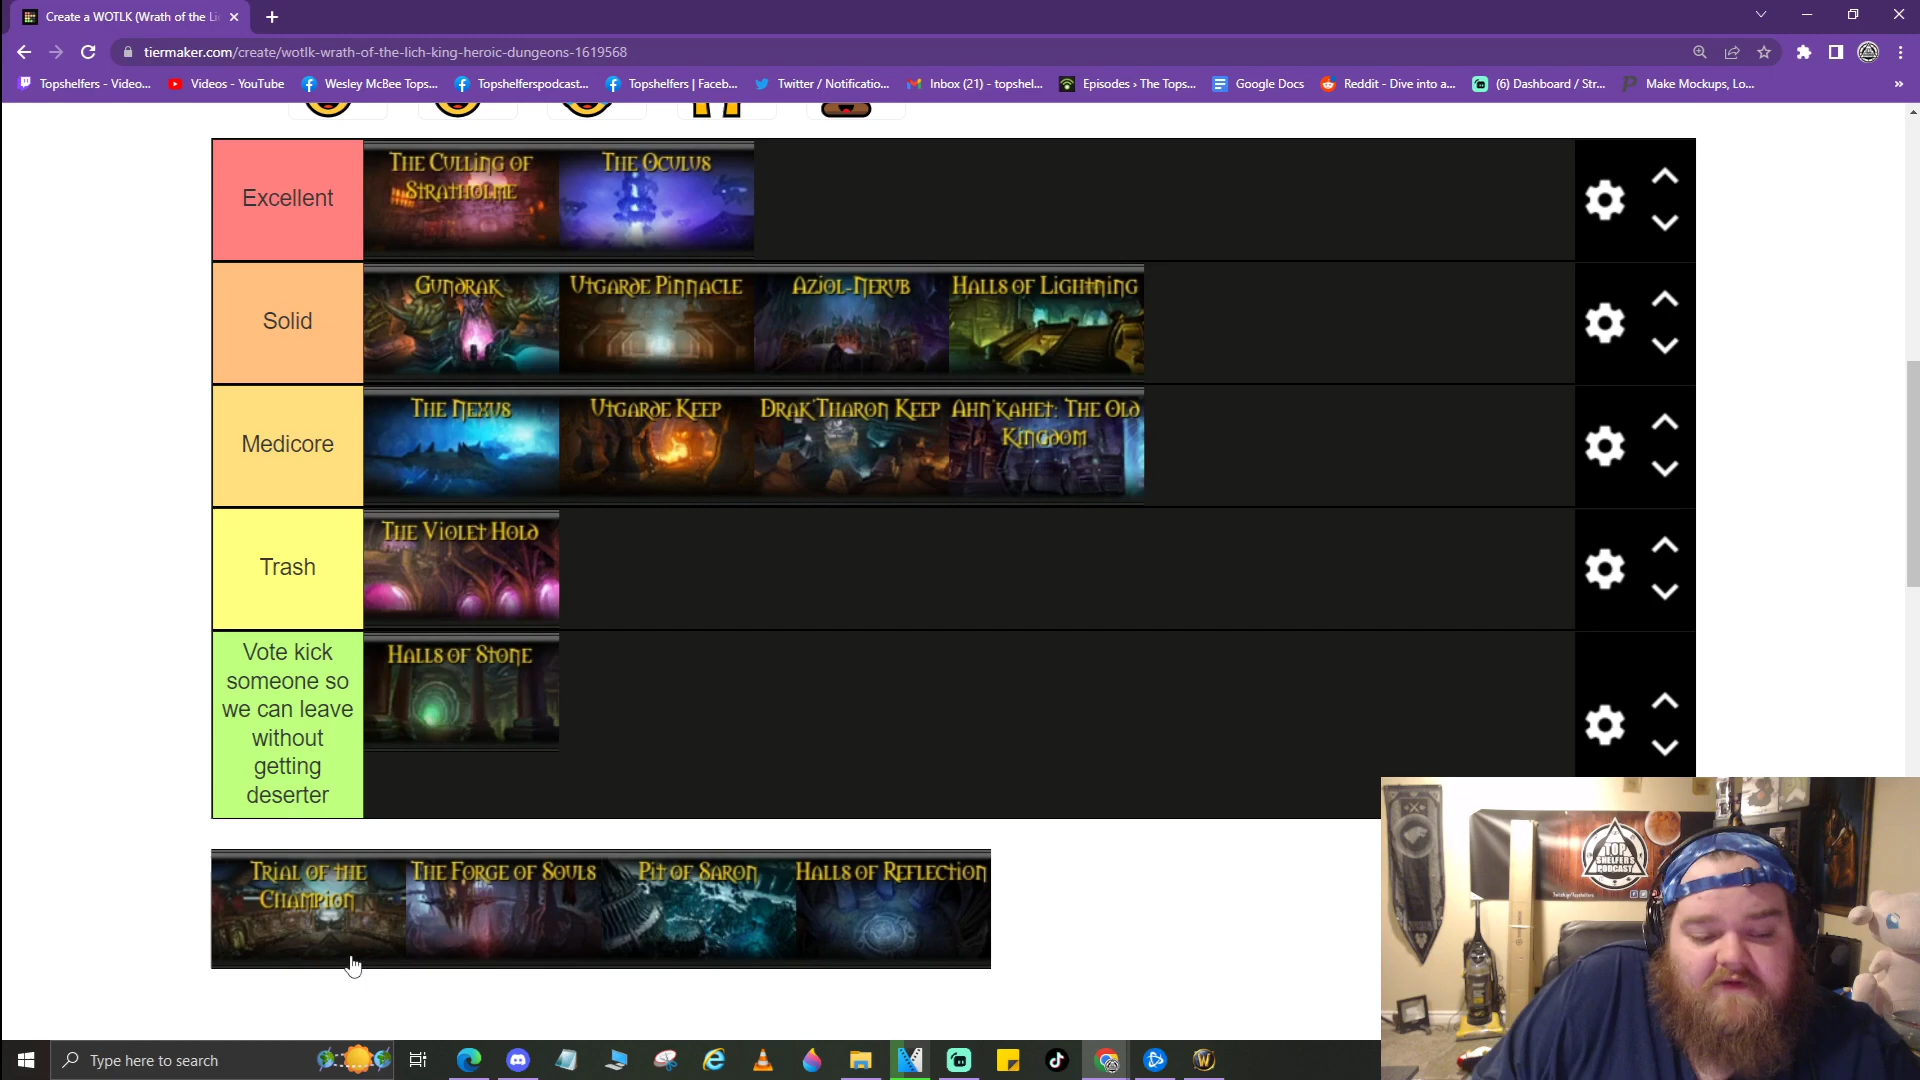 Create a WOTLK (Wrath of the Li
tiermaker.com/create/wotlk-wrath-of-the-lich-king-heroic-dungeons-1619568
Topshelfers - Video...
Videos - YouTube
Wesley McBee Tops...
Topshelferspodcast...
Topshelfers | Faceb...
Twitter / Notificatio...
Inbox (21) - topshel...
Episodes › The Tops...
Google Docs
Reddit - Dive into a...
(6) Dashboard / Str...
Make Mockups, Lo...
»
Excellent
The Culling of
Stratholme
The Oculus
Solid
Gundrak
Utgarde Pinnacle
Azjol-Nerub
Halls of Lightning
Medicore
The Nexus
Utgarde Keep
Drak'Tharon Keep
Ahn'kahet: The Old
Kingdom
Trash
The Violet Hold
Vote kick
someone so
we can leave
without
getting
deserter
Halls of Stone
Trial of the
Champion
The Forge of Souls
Pit of Saron
Halls of Reflection
TOP
SHELFERS
PODCAST
Type here to search